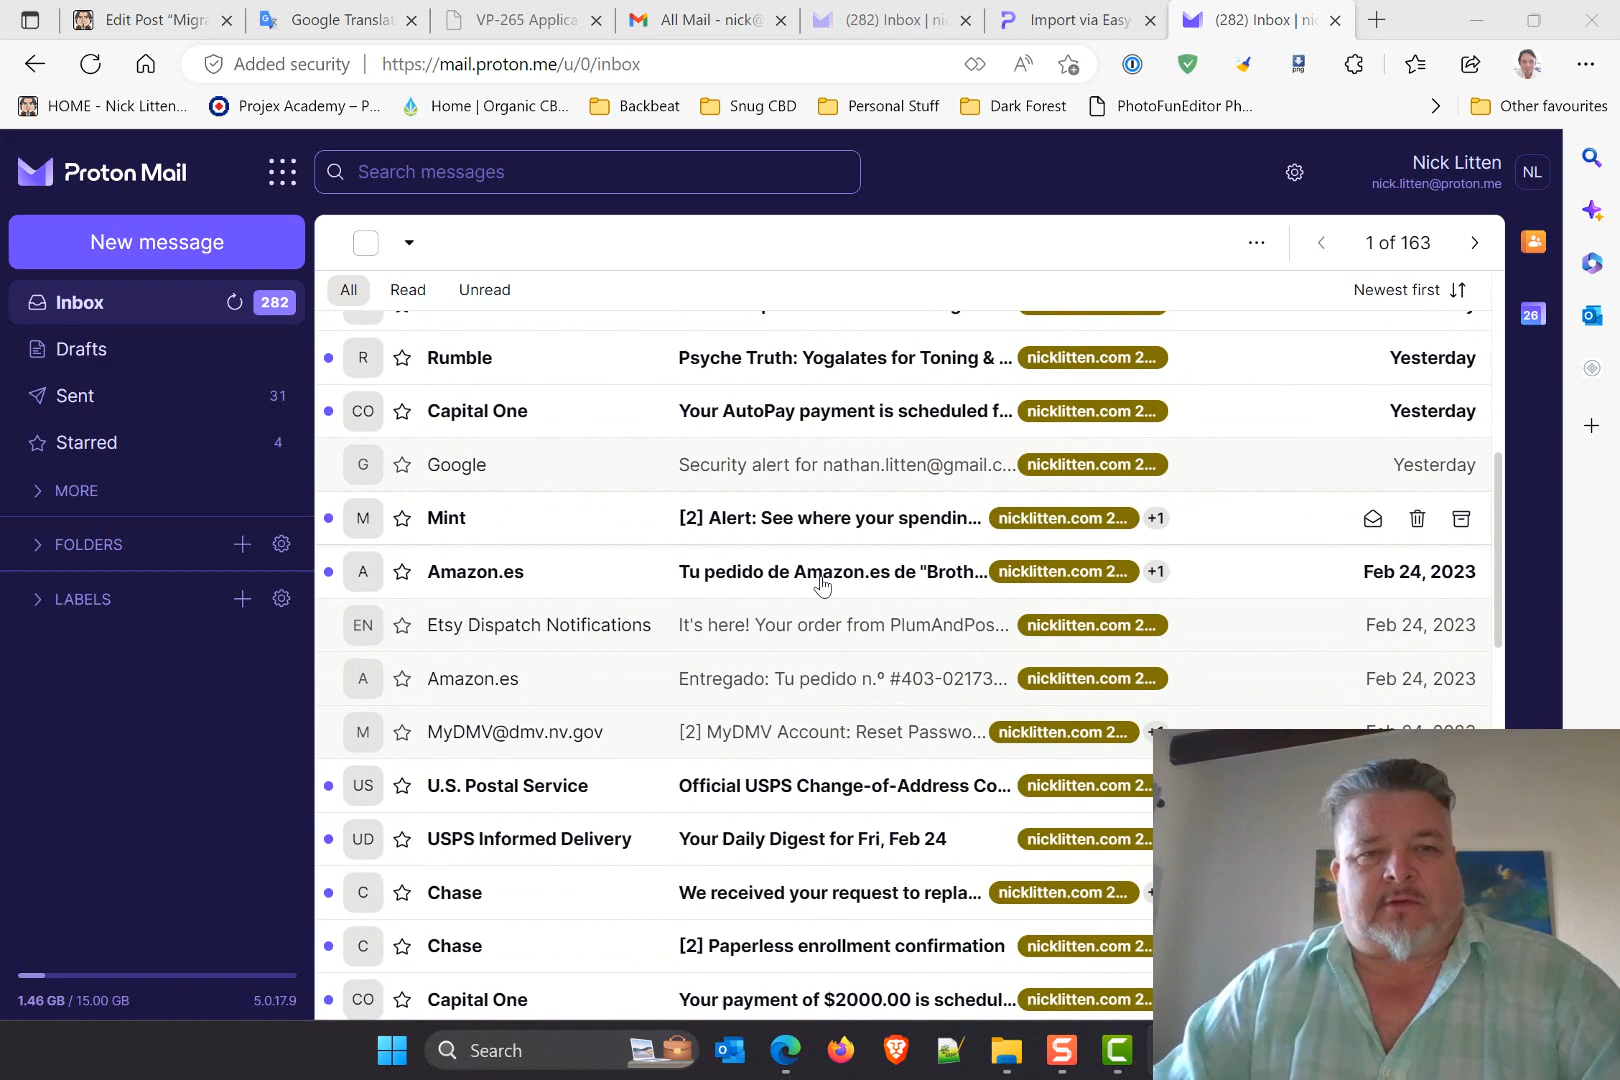 Edit Post “Migra
Google Translat
VP-265 Applica
All Mail - nick@
(282) Inbox | nic
Import via Easy
(282) Inbox | nic
Added security
https://mail.proton.me/u/0/inbox
HOME - Nick Litten...
Projex Academy – P...
Home | Organic CB...
Backbeat
Snug CBD
Personal Stuff
Dark Forest
PhotoFunEditor Ph...
Other favourites
Proton Mail
Search messages
Nick Litten
nick.litten@proton.me
NL
New message
1 of 163
All
Read
Unread
Newest first
Inbox
282
Drafts
Sent 31
Starred 4
MORE
FOLDERS
LABELS
26
R Rumble Psyche Truth: Yogalates for Toning & ... nicklitten.com 2... Yesterday
CO Capital One Your AutoPay payment is scheduled f... nicklitten.com 2... Yesterday
G Google Security alert for nathan.litten@gmail.c... nicklitten.com 2... Yesterday
M Mint [2] Alert: See where your spendin... nicklitten.com 2... +1
A Amazon.es Tu pedido de Amazon.es de "Broth... nicklitten.com 2... +1 Feb 24, 2023
EN Etsy Dispatch Notifications It's here! Your order from PlumAndPos... nicklitten.com 2... Feb 24, 2023
A Amazon.es Entregado: Tu pedido n.º #403-02173... nicklitten.com 2... Feb 24, 2023
M MyDMV@dmv.nv.gov [2] MyDMV Account: Reset Passwo... nicklitten.com 2...
US U.S. Postal Service Official USPS Change-of-Address Co... nicklitten.com 2...
UD USPS Informed Delivery Your Daily Digest for Fri, Feb 24 nicklitten.com 2...
C Chase We received your request to repla... nicklitten.com 2...
C Chase [2] Paperless enrollment confirmation nicklitten.com 2...
CO Capital One Your payment of $2000.00 is schedul... nicklitten.com 2...
1.46 GB / 15.00 GB
5.0.17.9
Search